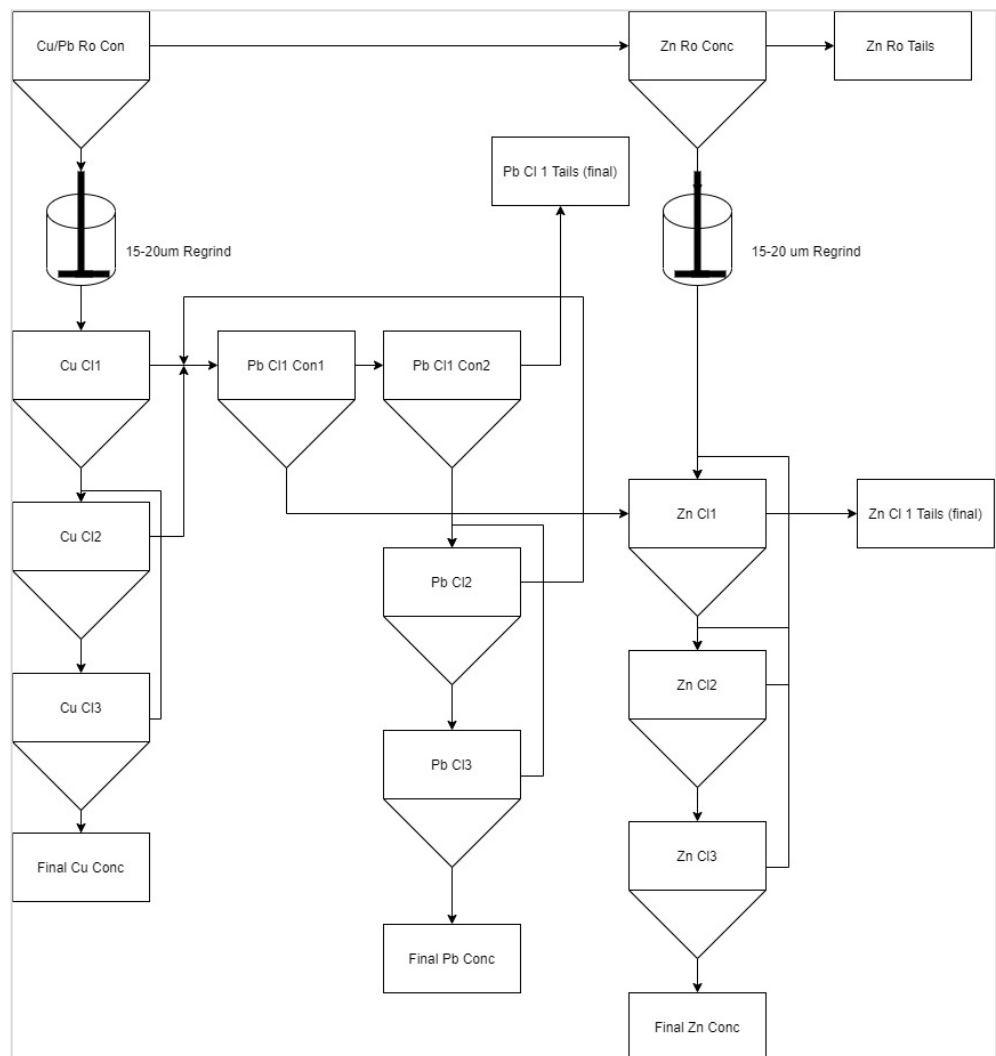 Cu/Pb Ro Con
Zn Ro Conc
Zn Ro Tails
Pb Cl 1 Tails (final)
15-20um Regrind
15-20 um Regrind
Cu Cl1
Pb Cl1 Con1
Pb Cl1 Con2
Zn Cl1
Zn Cl 1 Tails (final)
Cu Cl2
Pb Cl2
Zn Cl2
Cu Cl3
Pb Cl3
Zn Cl3
Final Cu Conc
Final Pb Conc
Final Zn Conc